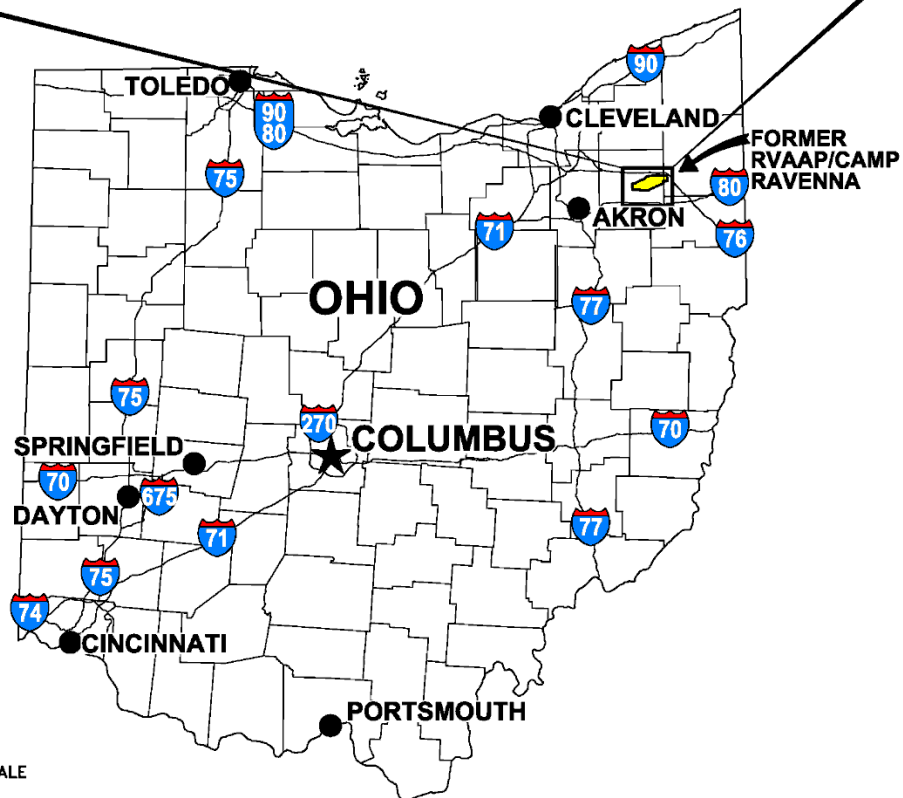 90
TOLEDO
90
80
CLEVELAND
FORMER
RVAAP/CAMP
RAVENNA
75
80
AKRON
71
76
OHIO
77
75
270
COLUMBUS
70
SPRINGFIELD
70
675
DAYTON
71
77
75
74
CINCINNATI
PORTSMOUTH
ALE